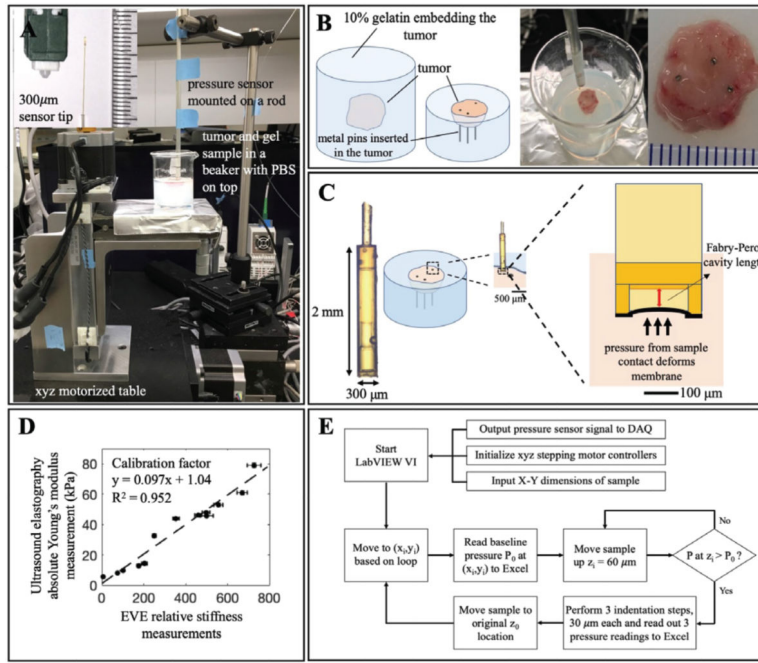 A
300μm
sensor tip
pressure sensor
mounted on a rod
tumor and gel
sample in a
beaker with PBS
on top
xyz motorized table
B
10% gelatin embedding the
tumor
tumor
metal pins inserted
in the tumor
C
2 mm
300 μm
500 μm
Fabry-Perot
cavity length
pressure from sample
contact deforms
membrane
100 μm
D
Ultrasound elastography
absolute Young's modulus
measurement (kPa)
80
60
40
20
0
Calibration factor
y = 0.097x + 1.04
R² = 0.952
0 200 400 600 800
EVE relative stiffness
measurements
E
Start
LabVIEW VI
Output pressure sensor signal to DAQ
Initialize xyz stepping motor controllers
Input X-Y dimensions of sample
Move to (xᵢ,yᵢ)
based on loop
Read baseline
pressure P₀ at
(xᵢ,yᵢ) to Excel
Move sample
up zᵢ = 60 μm
P at zᵢ > P₀ ?
No
Yes
Perform 3 indentation steps,
30 μm each and read out 3
pressure readings to Excel
Move sample to
original z₀
location